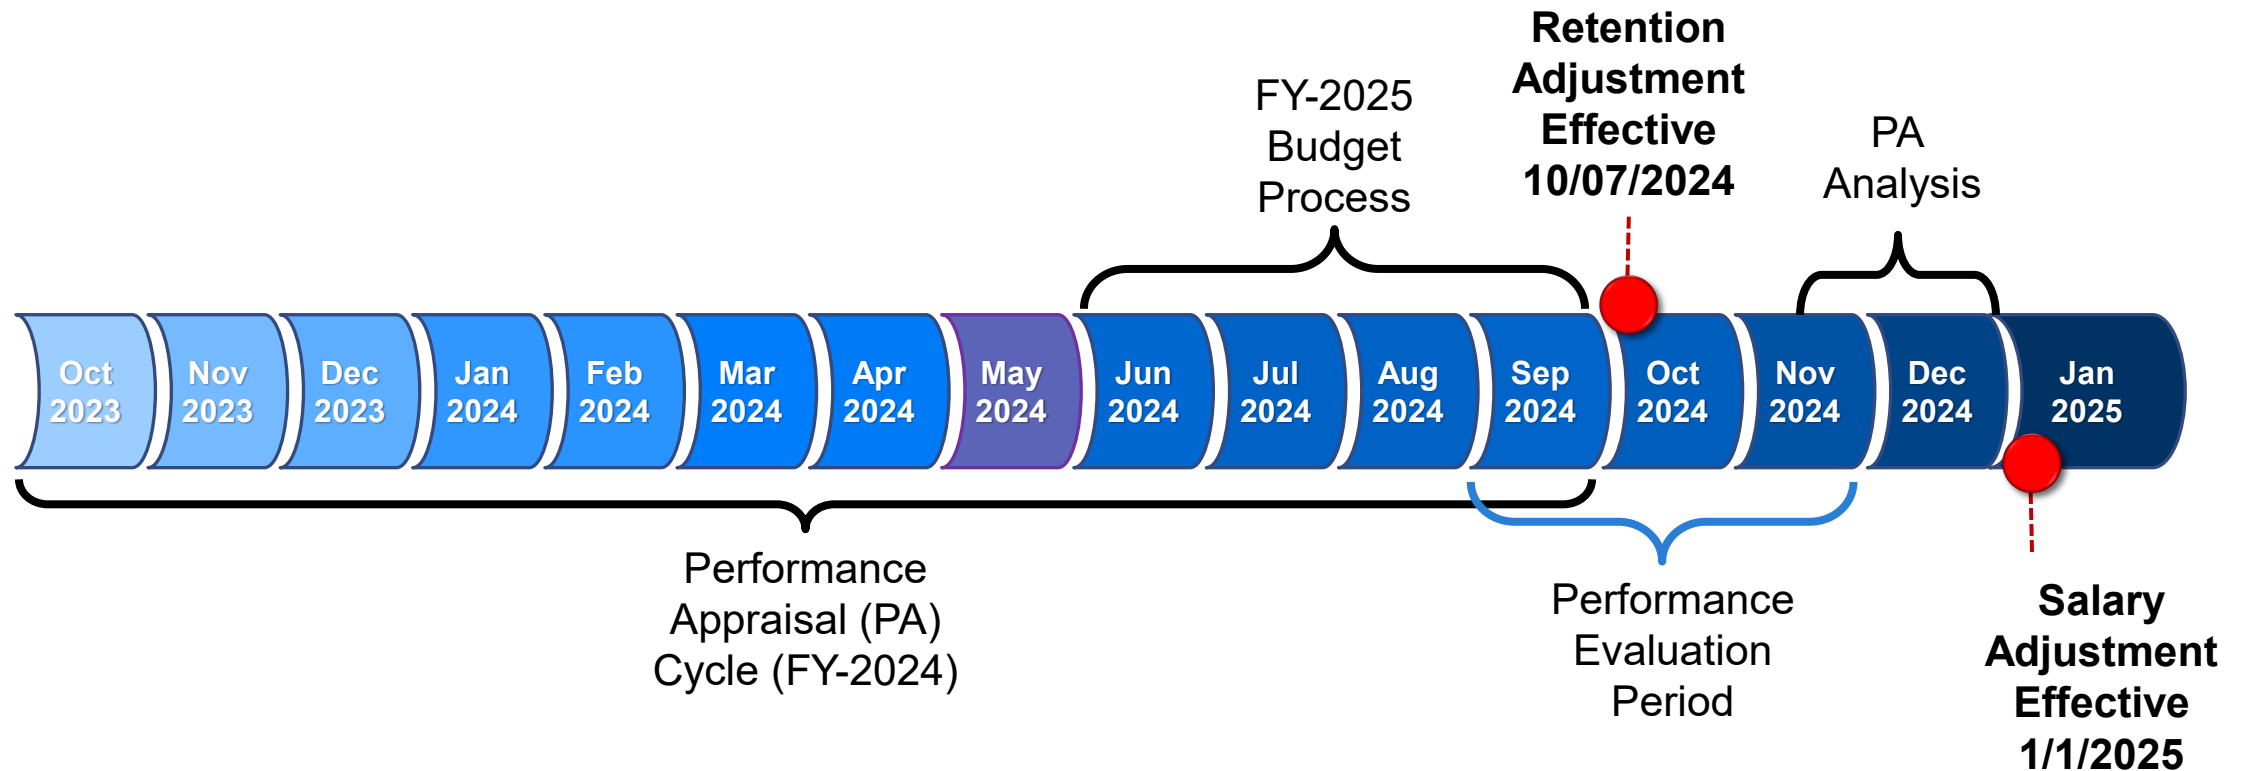 Retention
Adjustment
Effective
10/07/2024
FY-2025
Budget
Process
PA
Analysis
Oct
2023
Nov
2023
Dec
2023
Jan
2024
Feb
2024
Mar
2024
Apr
2024
May
2024
Jun
2024
Jul
2024
Aug
2024
Sep
2024
Oct
2024
Nov
2024
Dec
2024
Jan
2025
Performance
Appraisal (PA)
Cycle (FY-2024)
Performance
Evaluation
Period
Salary
Adjustment
Effective
1/1/2025